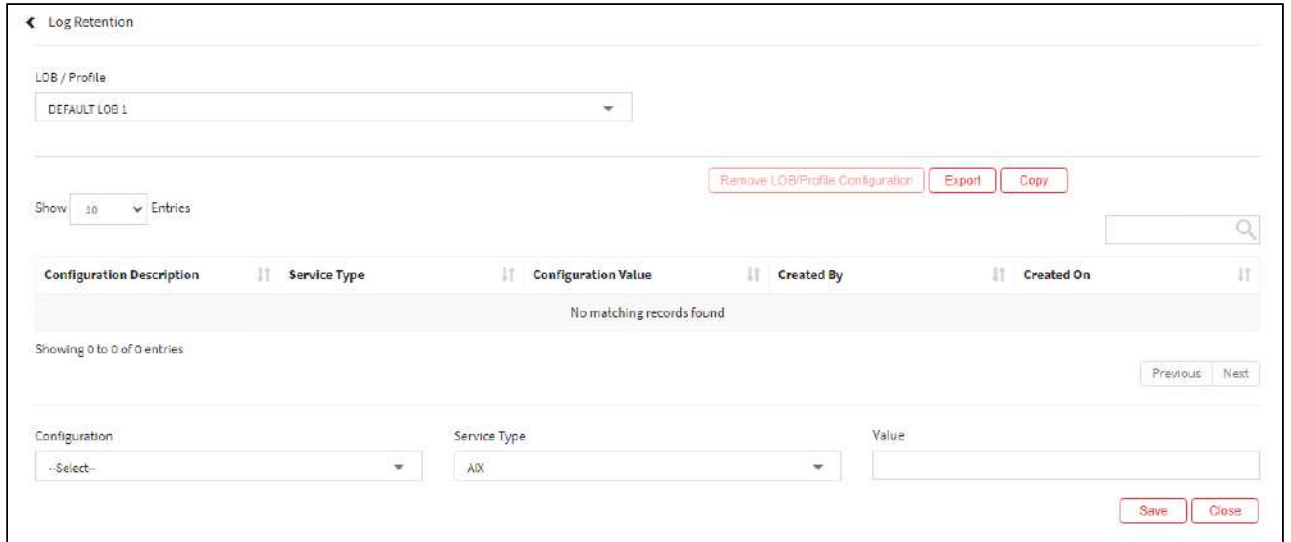 Log Retention
LOB / Profile
DEFAULT LOB 1
Remove LOB/Profile Configuration Export Copy
Show 10 Entries
Configuration Description Service Type Configuration Value Created By Created On
No matching records found
Showing 0 to 0 of 0 entries
Previous Next
Configuration Service Type Value
--Select-- AIX
Save Close